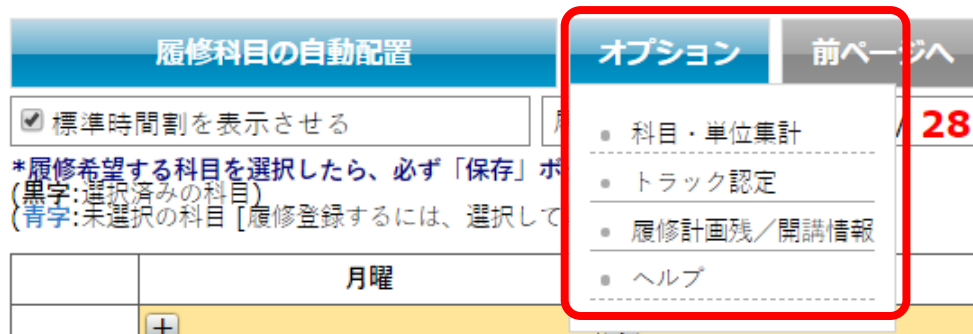 履修科目の自動配置 オプション 前ページへ
標準時間割を表示させる 28
科目・単位集計
*履修希望する科目を選択したら、必ず「保存」ボ
トラック認定
(黒字:選択済みの科目)
(青字:未選択の科目 [履修登録するには、選択して
履修計画残／開講情報
ヘルプ
月曜
+